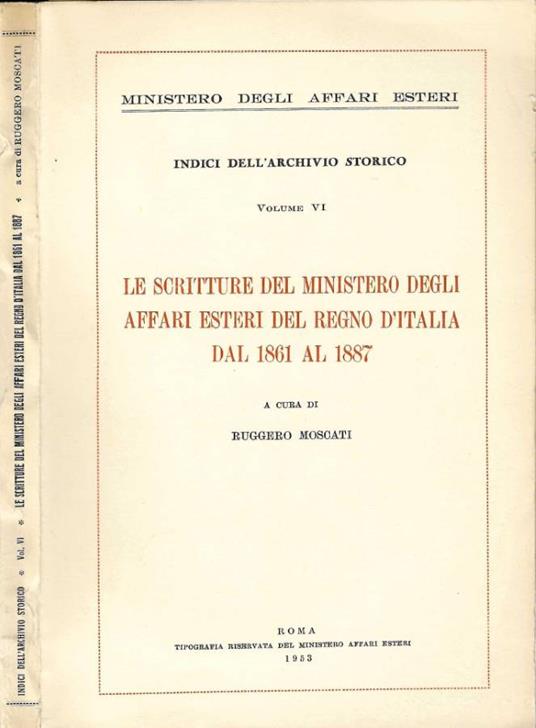 INDICI DELL'ARCHIVIO STORICO * Vol. VI * LE SCRITTURE DEL MINISTERO DEGLI AFFARI ESTERI DEL REGNO D'ITALIA DAL 1861 AL 1887 * a cura di RUGGERO MOSCATI
MINISTERO DEGLI AFFARI ESTERI
INDICI DELL'ARCHIVIO STORICO
VOLUME VI
LE SCRITTURE DEL MINISTERO DEGLI
AFFARI ESTERI DEL REGNO D'ITALIA
DAL 1861 AL 1887
A CURA DI
RUGGERO MOSCATI
ROMA
TIPOGRAFIA RISERVATA DEL MINISTERO AFFARI ESTERI
1953